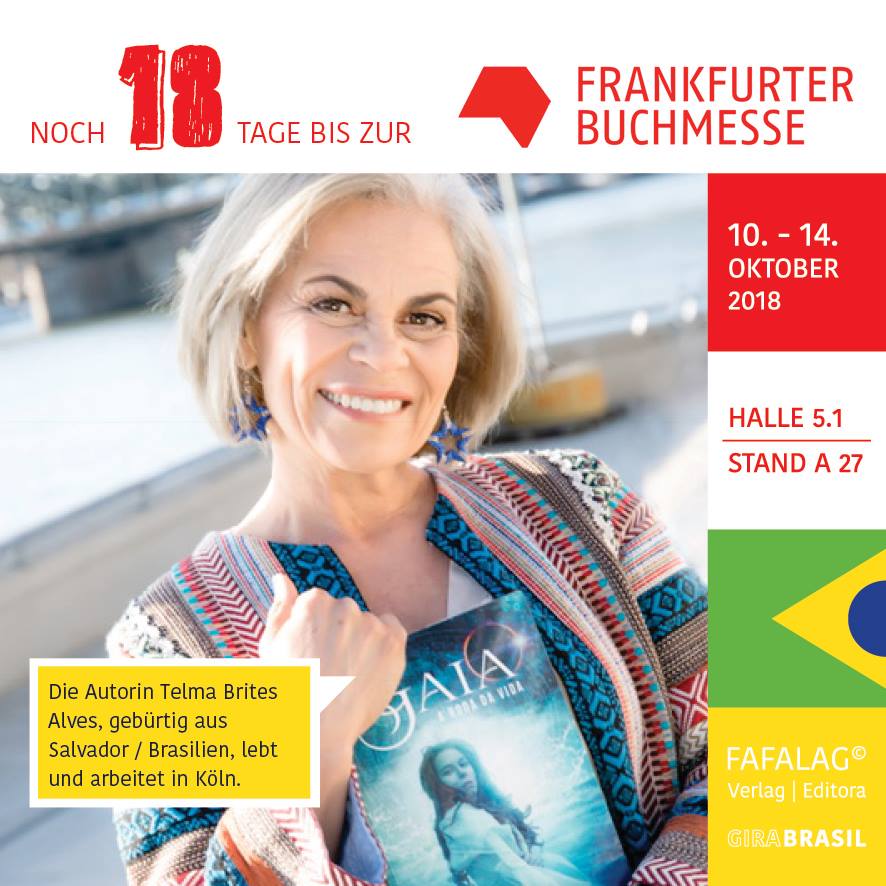 NOCH 18 TAGE BIS ZUR
FRANKFURTER
BUCHMESSE
10. - 14.
OKTOBER
2018
HALLE 5.1
STAND A 27
Die Autorin Telma Brites
Alves, gebürtig aus
Salvador / Brasilien, lebt
und arbeitet in Köln.
JAIA
A RODA DA VIDA
FAFALAG©
Verlag | Editora
GIRABRASIL